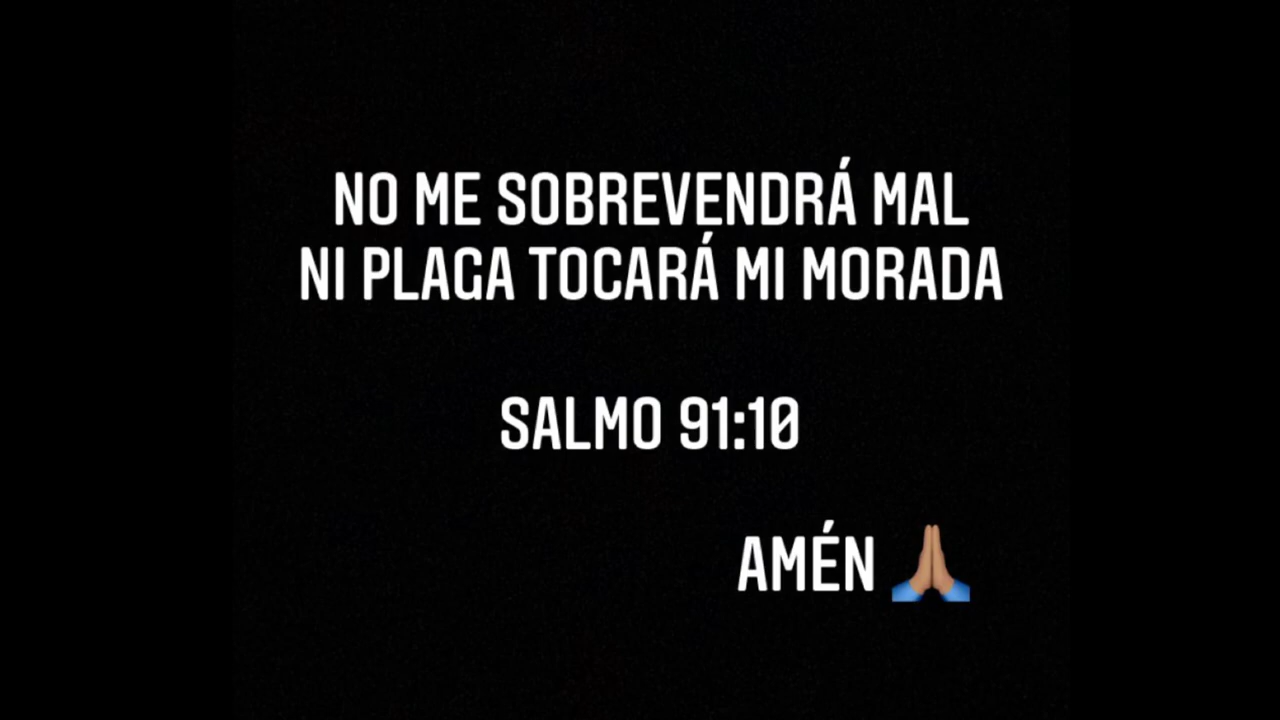 NO ME SOBREVENDRÁ MAL
NI PLAGA TOCARÁ MI MORADA
SALMO 91:10
AMÉN 🙏🏽